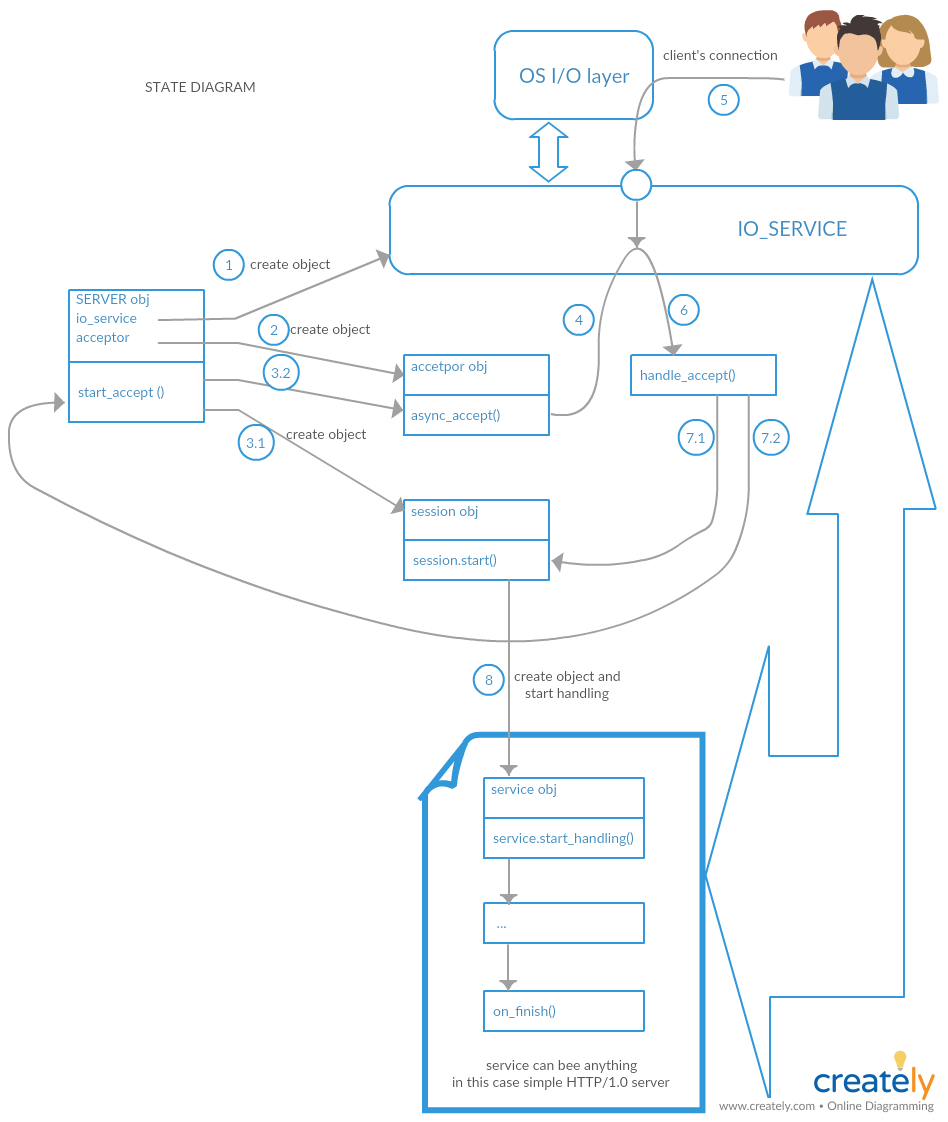 STATE DIAGRAM
OS I/O layer
client's connection
5
IO_SERVICE
1
create object
SERVER obj
io_service
acceptor
start_accept ()
2
create object
3.2
3.1
create object
4
6
accetpor obj
async_accept()
handle_accept()
7.1
7.2
session obj
session.start()
8
create object and
start handling
service obj
service.start_handling()
...
on_finish()
service can bee anything
in this case simple HTTP/1.0 server
creately
www.creately.com • Online Diagramming